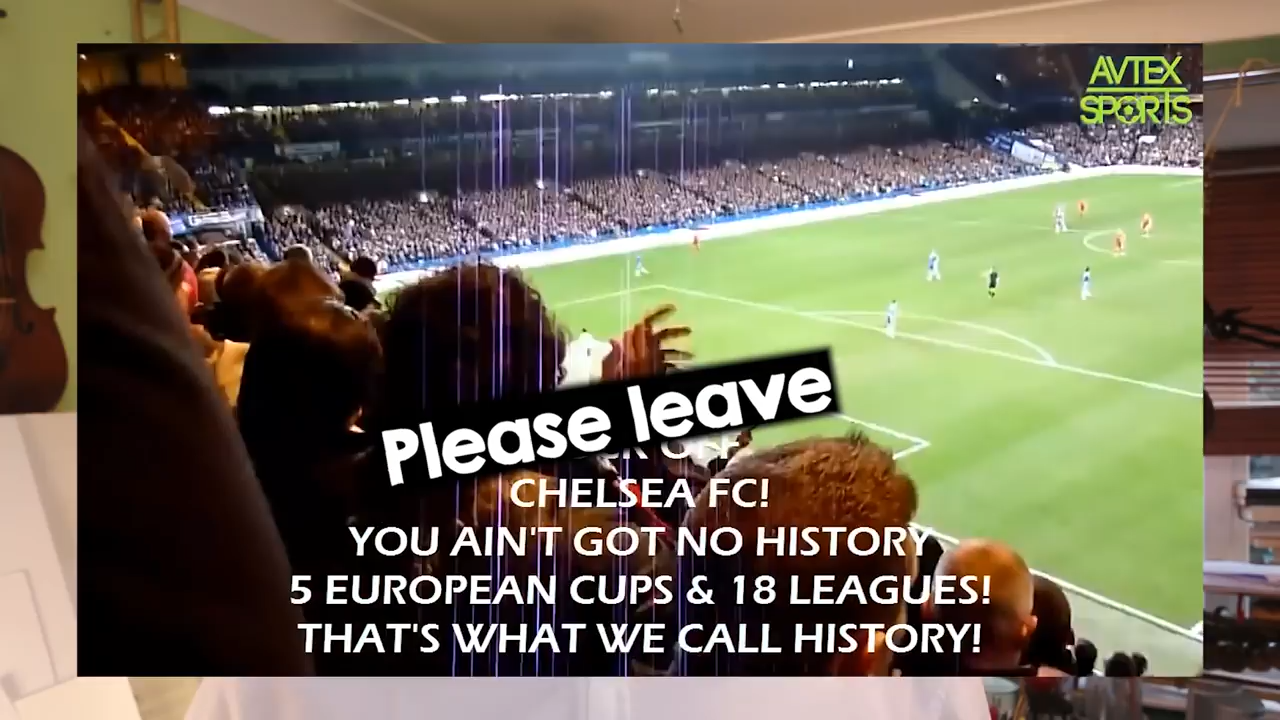 AVTEX
SPORTS
Please leave
CHELSEA FC!
YOU AIN'T GOT NO HISTORY
5 EUROPEAN CUPS & 18 LEAGUES!
THAT'S WHAT WE CALL HISTORY!